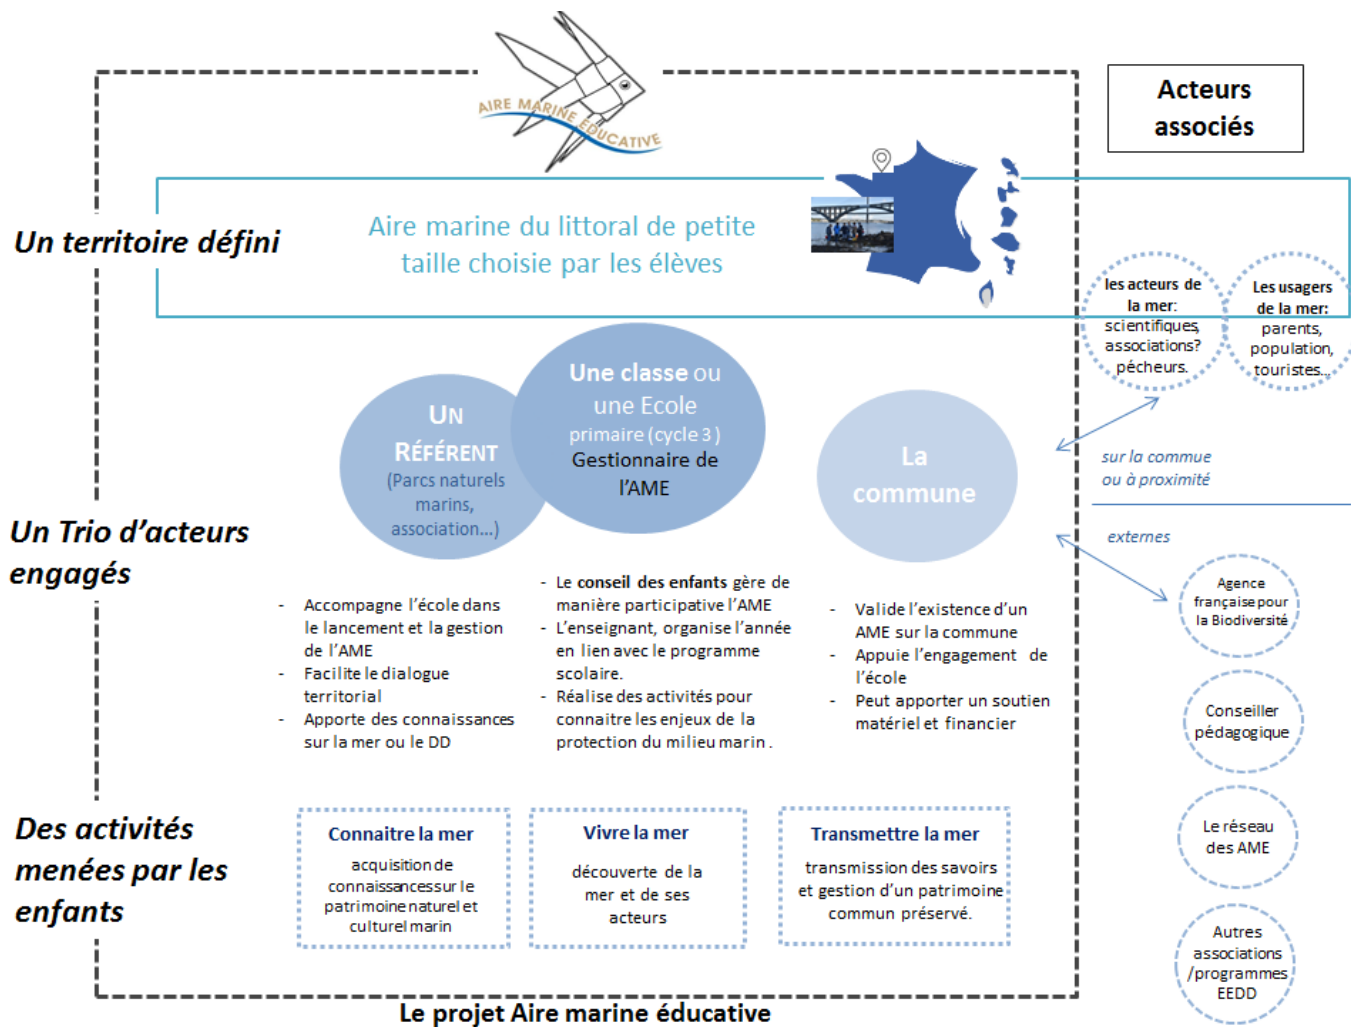 AIRE MARINE EDUCATIVE
Acteurs
associés
Un territoire défini
Aire marine du littoral de petite
taille choisie par les élèves
les acteurs de
la mer:
scientifiques,
associations?
pécheurs.
Les usagers
de la mer:
parents,
population,
touristes...
Un
Référent
(Parcs naturels
marins,
association...)
Une classe ou
une Ecole
primaire (cycle 3 )
Gestionnaire de
l'AME
La
commune
sur la commue
ou à proximité
externes
Un Trio d'acteurs
engagés
- Accompagne l'école dans
le lancement et la gestion
de l'AME
- Facilite le dialogue
territorial
- Apporte des connaissances
sur la mer ou le DD
- Le conseil des enfants gère de
manière participative l'AME
- L'enseignant, organise l'année
en lien avec le programme
scolaire.
- Réalise des activités pour
connaitre les enjeux de la
protection du milieu marin .
- Valide l'existence d'un
AME sur la commune
- Appuie l'engagement de
l'école
- Peut apporter un soutien
matériel et financier
Agence
française pour
la Biodiversité
Conseiller
pédagogique
Le réseau
des AME
Autres
associations
/programmes
EEDD
Des activités
menées par les
enfants
Connaitre la mer
acquisition de
connaissances sur le
patrimoine naturel et
culturel marin
Vivre la mer
découverte de la
mer et de ses
acteurs
Transmettre la mer
transmission des savoirs
et gestion d'un patrimoine
commun préservé.
Le projet Aire marine éducative